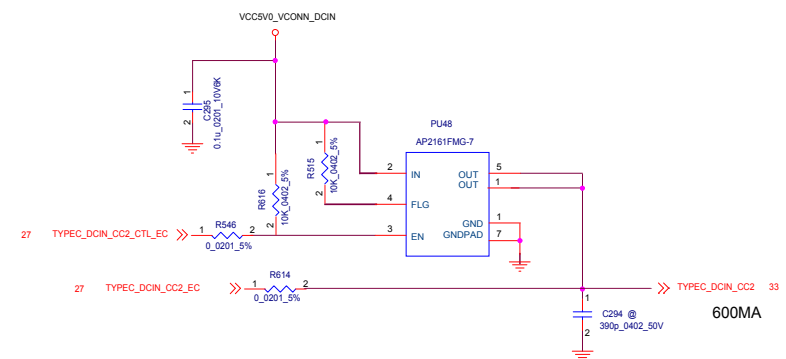 VCC5V0_VCONN_DCIN
1
C295
2
0.1u_0201_10V6K
PU48
AP2161FMG-7
1
R515
2
10K_0402_5%
1
R616
2
10K_0402_5%
2 IN OUT 5
OUT 1
4 FLG
GND 1
3 EN GNDPAD 7
27 TYPEC_DCIN_CC2_CTL_EC 1 R546 2
0_0201_5%
27 TYPEC_DCIN_CC2_EC 1 R614 2
0_0201_5%
TYPEC_DCIN_CC2 33
600MA
1
C294 @
390p_0402_50V
2